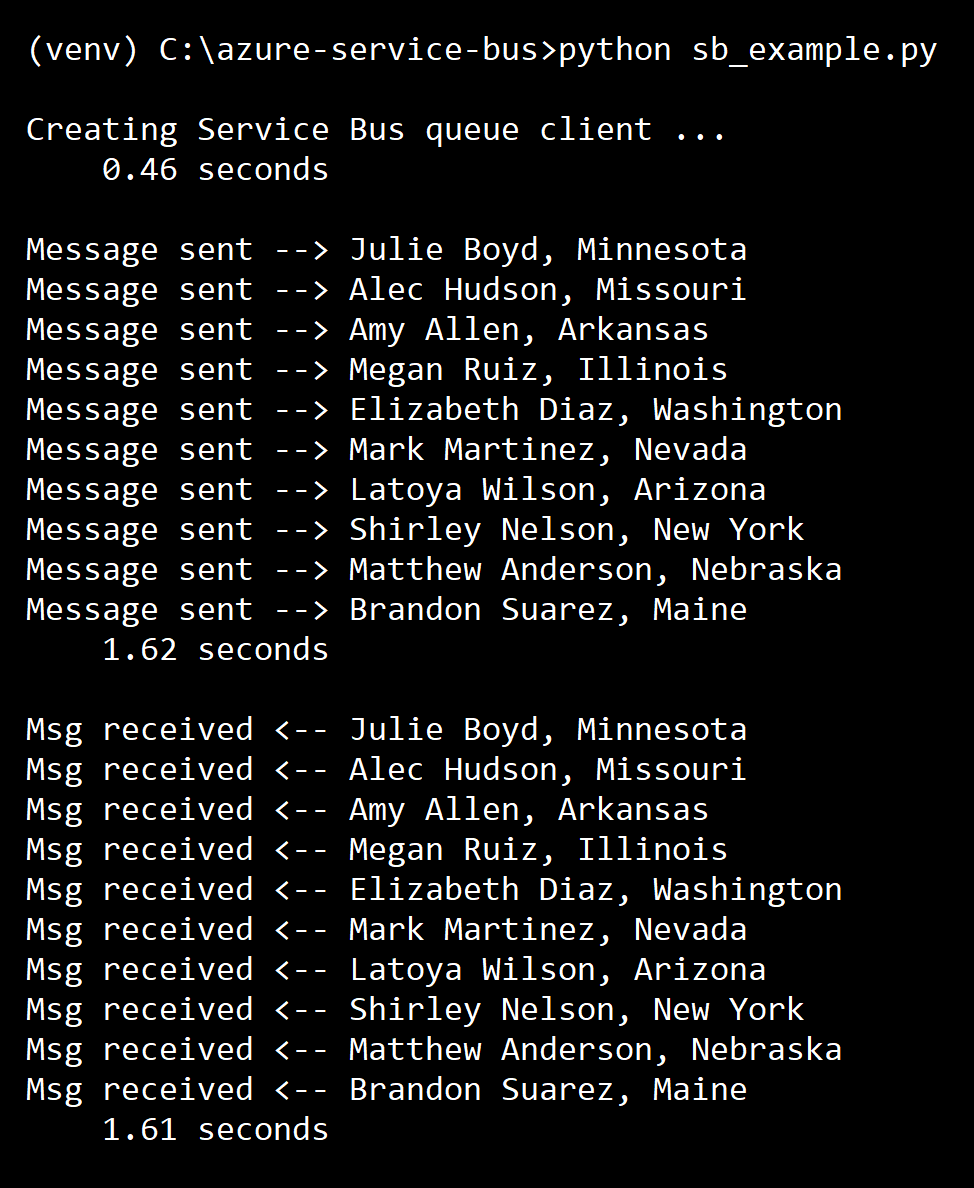 (venv) C:\azure-service-bus>python sb_example.py
Creating Service Bus queue client ...
0.46 seconds
Message sent --> Julie Boyd, Minnesota
Message sent --> Alec Hudson, Missouri
Message sent --> Amy Allen, Arkansas
Message sent --> Megan Ruiz, Illinois
Message sent --> Elizabeth Diaz, Washington
Message sent --> Mark Martinez, Nevada
Message sent --> Latoya Wilson, Arizona
Message sent --> Shirley Nelson, New York
Message sent --> Matthew Anderson, Nebraska
Message sent --> Brandon Suarez, Maine
1.62 seconds
Msg received <-- Julie Boyd, Minnesota
Msg received <-- Alec Hudson, Missouri
Msg received <-- Amy Allen, Arkansas
Msg received <-- Megan Ruiz, Illinois
Msg received <-- Elizabeth Diaz, Washington
Msg received <-- Mark Martinez, Nevada
Msg received <-- Latoya Wilson, Arizona
Msg received <-- Shirley Nelson, New York
Msg received <-- Matthew Anderson, Nebraska
Msg received <-- Brandon Suarez, Maine
1.61 seconds